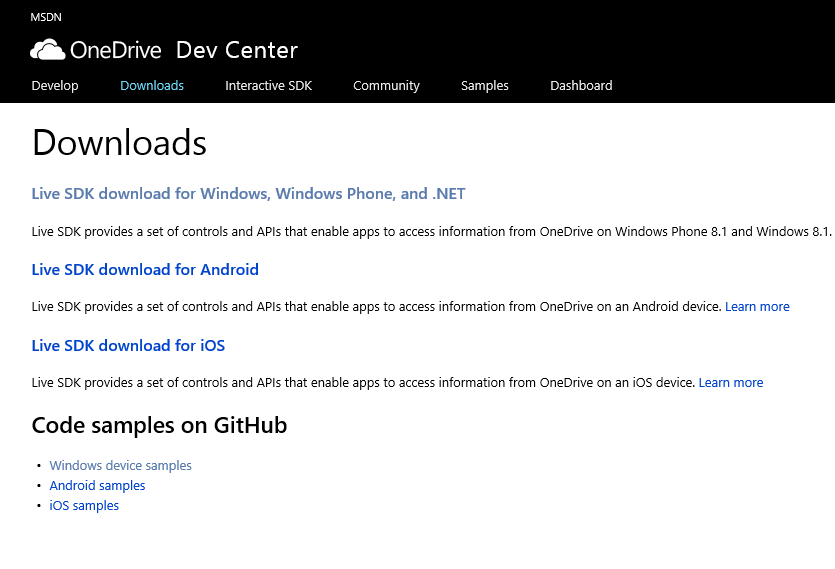 MSDN
OneDrive Dev Center
Develop Downloads Interactive SDK Community Samples Dashboard
Downloads
Live SDK download for Windows, Windows Phone, and .NET
Live SDK provides a set of controls and APIs that enable apps to access information from OneDrive on Windows Phone 8.1 and Windows 8.1.
Live SDK download for Android
Live SDK provides a set of controls and APIs that enable apps to access information from OneDrive on an Android device. Learn more
Live SDK download for iOS
Live SDK provides a set of controls and APIs that enable apps to access information from OneDrive on an iOS device. Learn more
Code samples on GitHub
• Windows device samples
• Android samples
• iOS samples